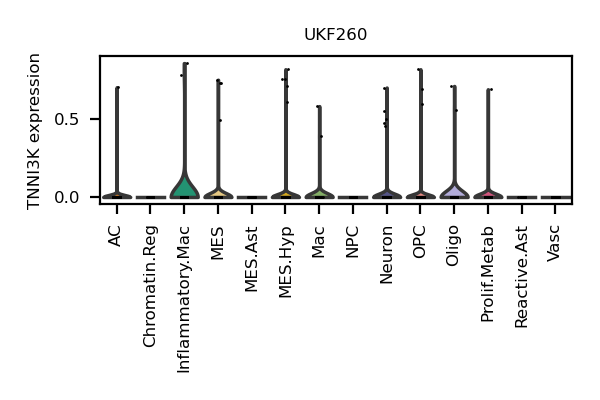 UKF260
TNNI3K expression
0.5
0.0
AC
Chromatin.Reg
Inflammatory.Mac
MES
MES.Ast
MES.Hyp
Mac
NPC
Neuron
OPC
Oligo
Prolif.Metab
Reactive.Ast
Vasc